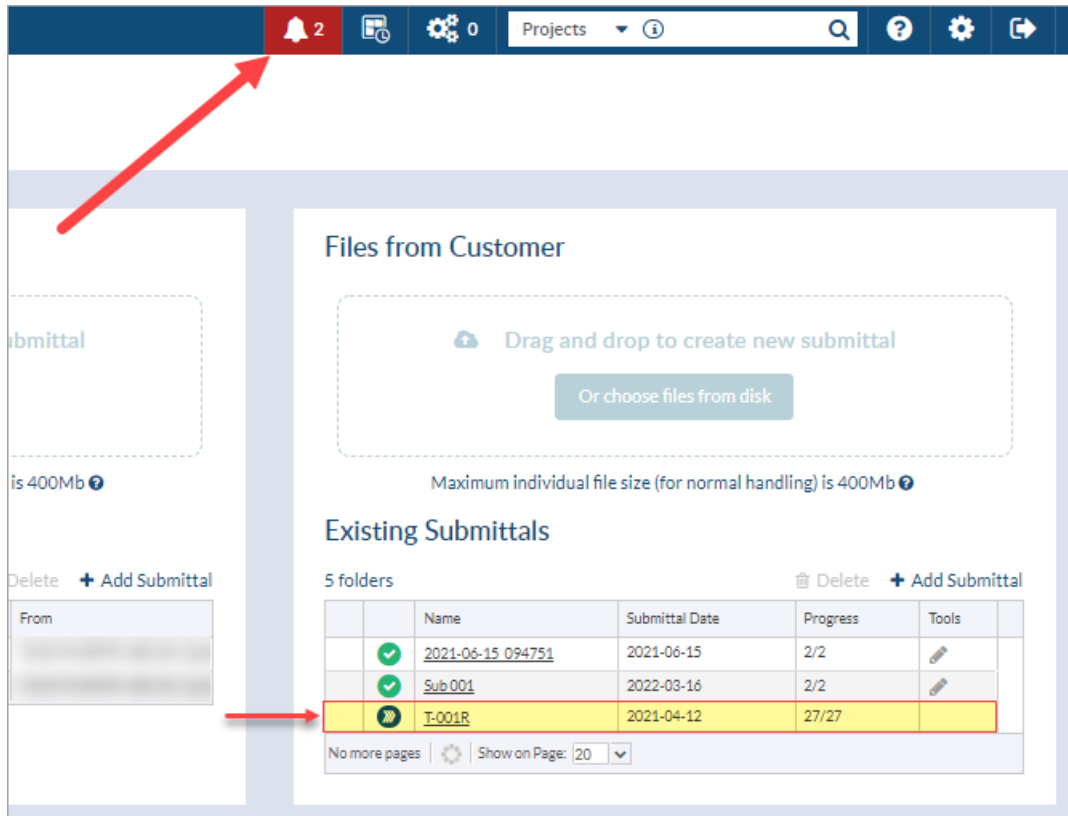 2 0 Projects
Files from Customer
ubmittal
Drag and drop to create new submittal
Or choose files from disk
is 400Mb
Maximum individual file size (for normal handling) is 400Mb
Existing Submittals
Delete Add Submittal
5 folders Delete Add Submittal
From
Name Submittal Date Progress Tools
2021-06-15 094751 2021-06-15 2/2
Sub 001 2022-03-16 2/2
T-001R 2021-04-12 27/27
No more pages Show on Page: 20